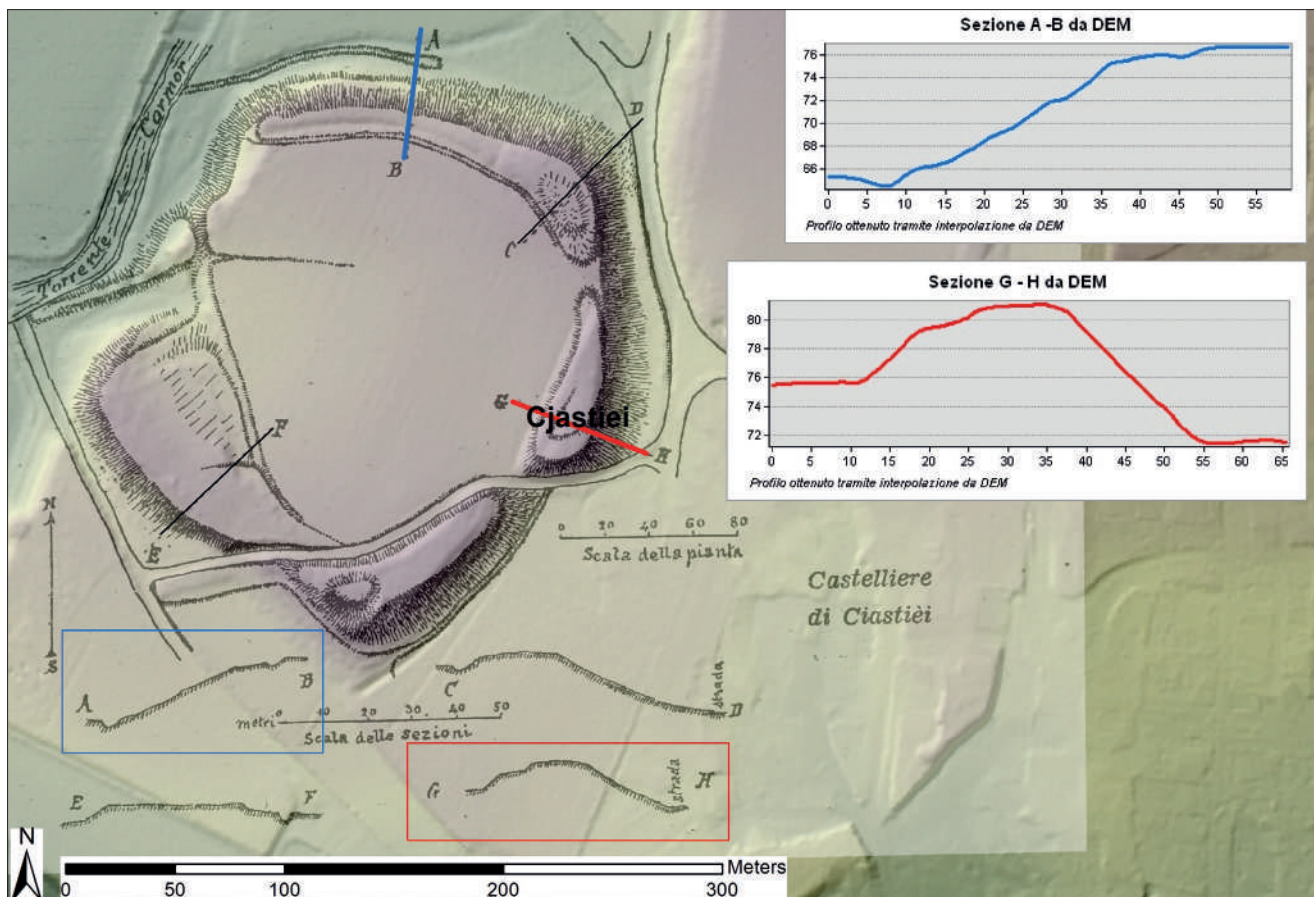 Torrente Cormòr
A
D
B
C
G
Cjastiei
H
F
E
N
S
0 20 40 60 80
Scala della pianta
Castelliere
di Ciastièi
A B
C strada D
metri 0 10 20 30 40 50
Scala delle sezioni
G strada H
E F
N
Meters
0 50 100 200 300
Sezione A -B da DEM
76
74
72
70
68
66
0 5 10 15 20 25 30 35 40 45 50 55
Profilo ottenuto tramite interpolazione da DEM
Sezione G - H da DEM
80
78
76
74
72
0 5 10 15 20 25 30 35 40 45 50 55 60 65
Profilo ottenuto tramite interpolazione da DEM